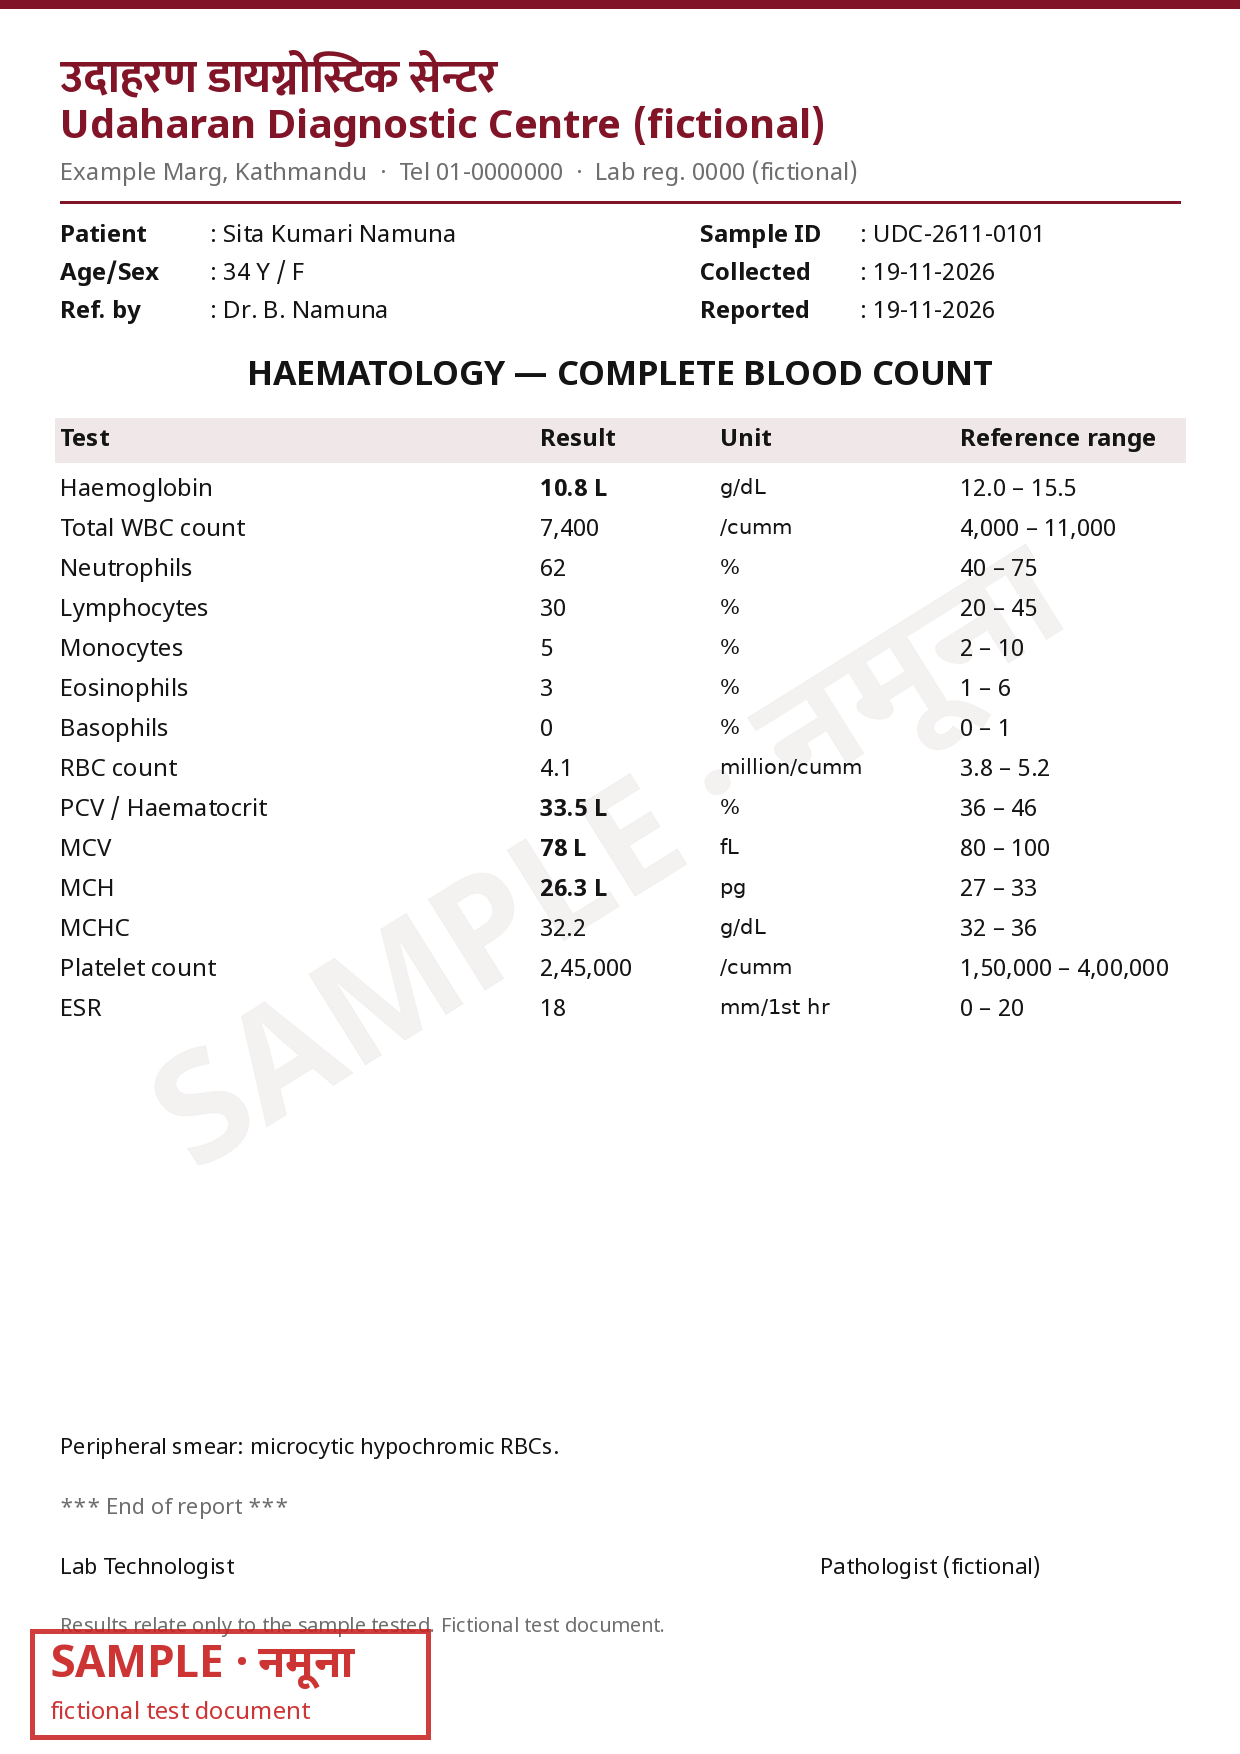 उदाहरण डायग्नोस्टिक सेन्टर
Udaharan Diagnostic Centre (fictional)
Example Marg, Kathmandu · Tel 01-0000000 · Lab reg. 0000 (fictional)
Patient : Sita Kumari Namuna Sample ID : UDC-2611-0101
Age/Sex : 34 Y / F Collected : 19-11-2026
Ref. by : Dr. B. Namuna Reported : 19-11-2026
HAEMATOLOGY — COMPLETE BLOOD COUNT
Test Result Unit Reference range
Haemoglobin 10.8 L g/dL 12.0 – 15.5
Total WBC count 7,400 /cumm 4,000 – 11,000
Neutrophils 62 % 40 – 75
Lymphocytes 30 % 20 – 45
Monocytes 5 % 2 – 10
Eosinophils 3 % 1 – 6
Basophils 0 % 0 – 1
RBC count 4.1 million/cumm 3.8 – 5.2
PCV / Haematocrit 33.5 L % 36 – 46
MCV 78 L fL 80 – 100
MCH 26.3 L pg 27 – 33
MCHC 32.2 g/dL 32 – 36
Platelet count 2,45,000 /cumm 1,50,000 – 4,00,000
ESR 18 mm/1st hr 0 – 20
SAMPLE · नमूना
Peripheral smear: microcytic hypochromic RBCs.
*** End of report ***
Lab Technologist Pathologist (fictional)
Results relate only to the sample tested. Fictional test document.
SAMPLE · नमूना
fictional test document